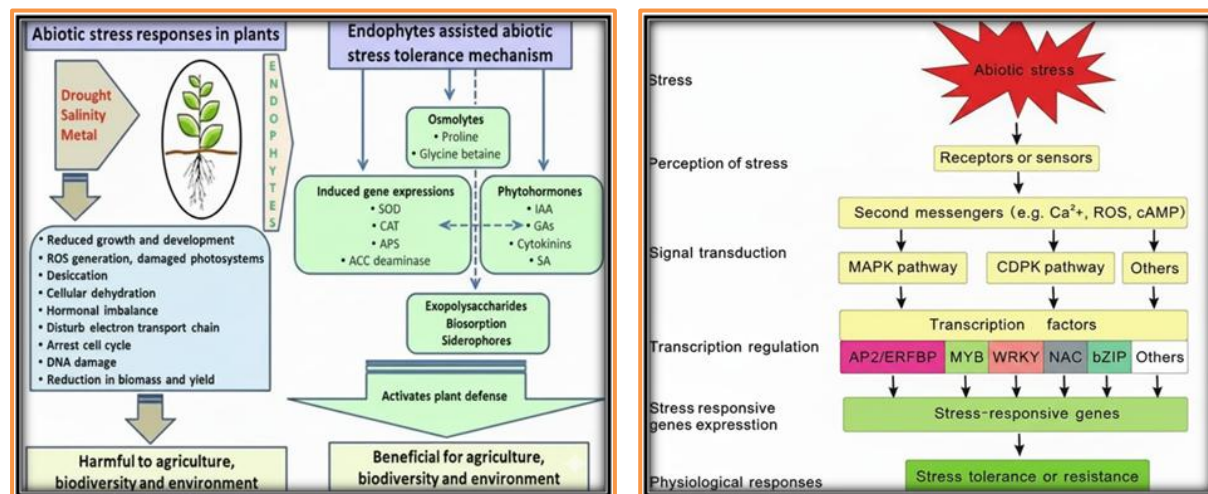 Abiotic stress responses in plants
Drought
Salinity
Metal
ENDOPHYTES
• Reduced growth and development
• ROS generation, damaged photosystems
• Desiccation
• Cellular dehydration
• Hormonal imbalance
• Disturb electron transport chain
• Arrest cell cycle
• DNA damage
• Reduction in biomass and yield
Harmful to agriculture,
biodiversity and environment
Endophytes assisted abiotic
stress tolerance mechanism
Osmolytes
• Proline
• Glycine betaine
Induced gene expressions
• SOD
• CAT
• APS
• ACC deaminase
Phytohormones
• IAA
• GAs
• Cytokinins
• SA
Exopolysaccharides
Biosorption
Siderophores
Activates plant defense
Beneficial for agriculture,
biodiversity and environment
Stress
Abiotic stress
Perception of stress
Receptors or sensors
Second messengers (e.g. Ca²+, ROS, cAMP)
Signal transduction
MAPK pathway
CDPK pathway
Others
Transcription factors
Transcription regulation
AP2/ERFBP
MYB
WRKY
NAC
bZIP
Others
Stress responsive
genes expresstion
Stress-responsive genes
Physiological responses
Stress tolerance or resistance